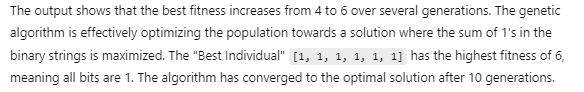 The output shows that the best fitness increases from 4 to 6 over several generations. The genetic
algorithm is effectively optimizing the population towards a solution where the sum of 1's in the
binary strings is maximized. The "Best Individual" [1, 1, 1, 1, 1, 1] has the highest fitness of 6,
meaning all bits are 1. The algorithm has converged to the optimal solution after 10 generations.